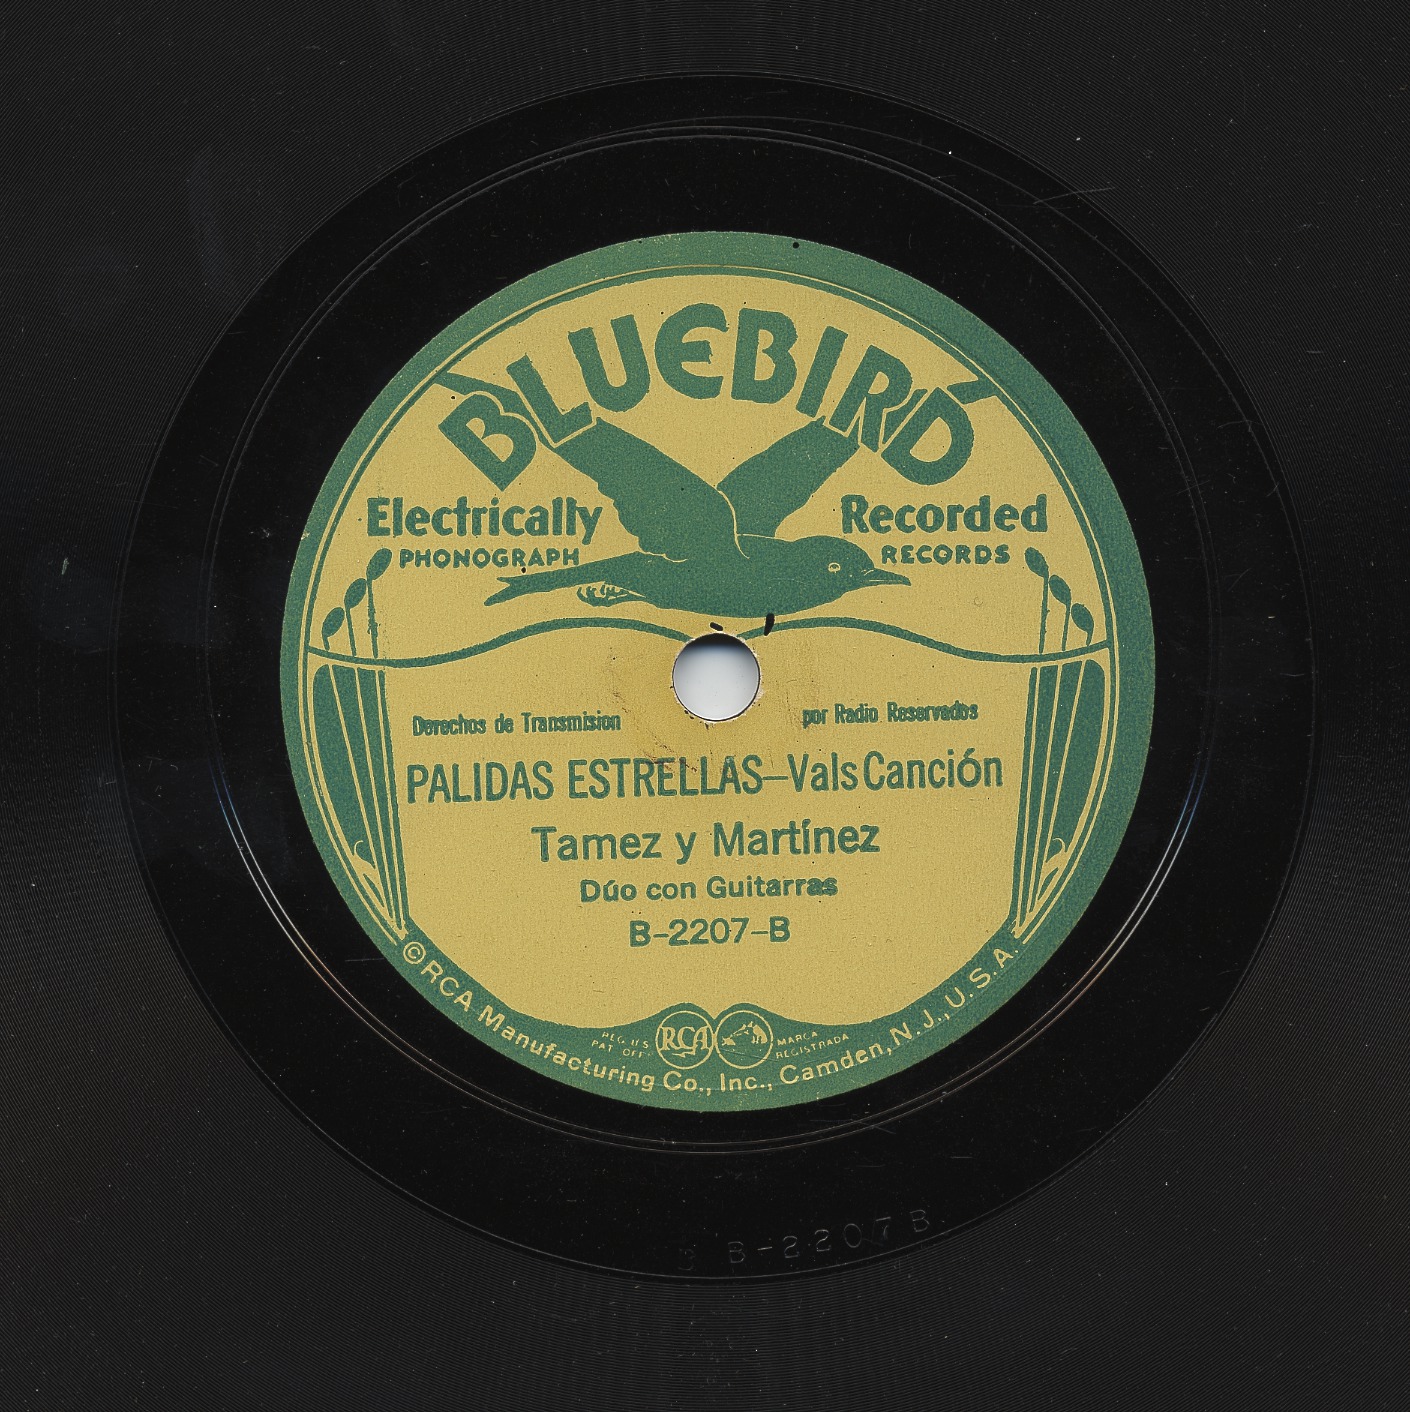 BLUEBIRD
Electrically Recorded
PHONOGRAPH RECORDS
Derechos de Transmision por Radio Reservados
PALIDAS ESTRELLAS—Vals Canción
Tamez y Martínez
Dúo con Guitarras
B-2207-B
REG. U.S. PAT. OFF.
RCA
MARCA REGISTRADA
©RCA Manufacturing Co., Inc., Camden, N. J., U. S. A.
B-2207 B